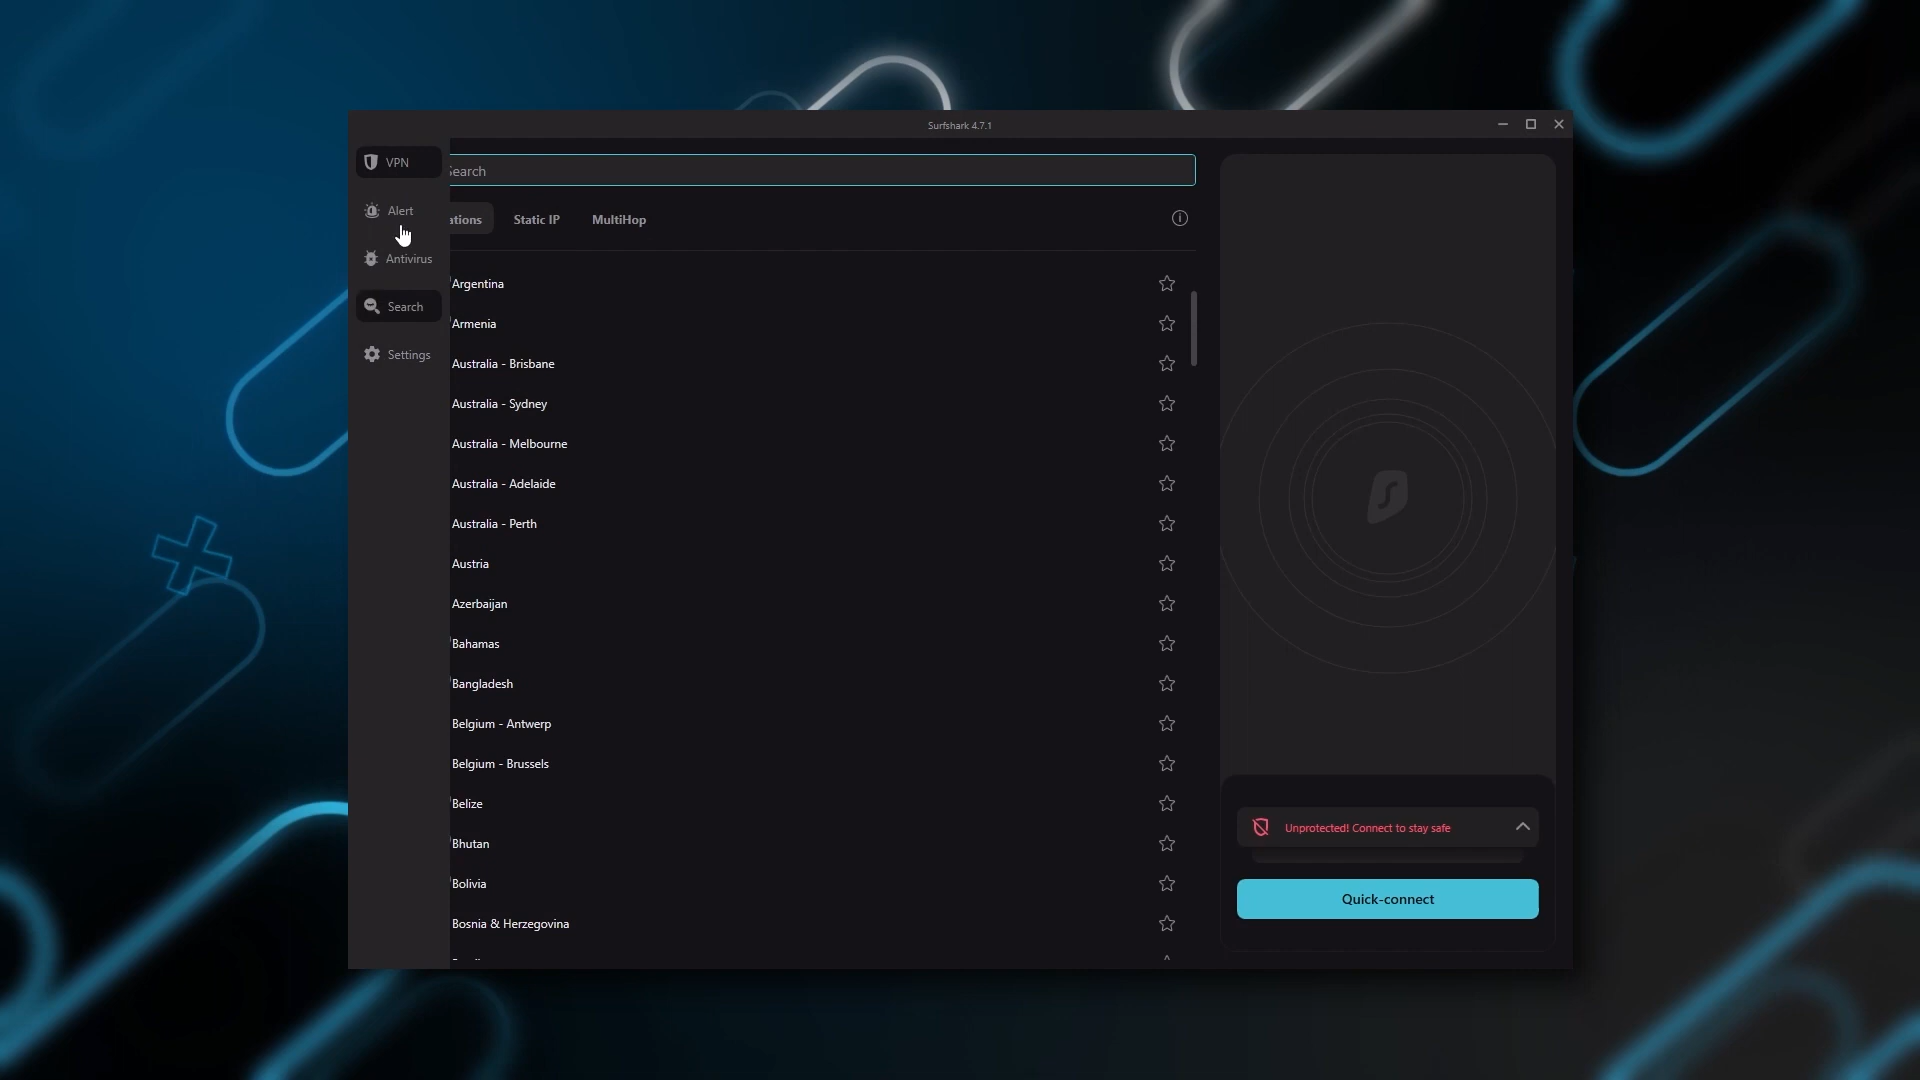 Surfshark 4.7.1
VPN
Alert
Antivirus
Search
Settings
Search
ations
Static IP
MultiHop
Argentina
Armenia
Australia - Brisbane
Australia - Sydney
Australia - Melbourne
Australia - Adelaide
Australia - Perth
Austria
Azerbaijan
Bahamas
Bangladesh
Belgium - Antwerp
Belgium - Brussels
Belize
Bhutan
Bolivia
Bosnia & Herzegovina
Unprotected! Connect to stay safe
Quick-connect